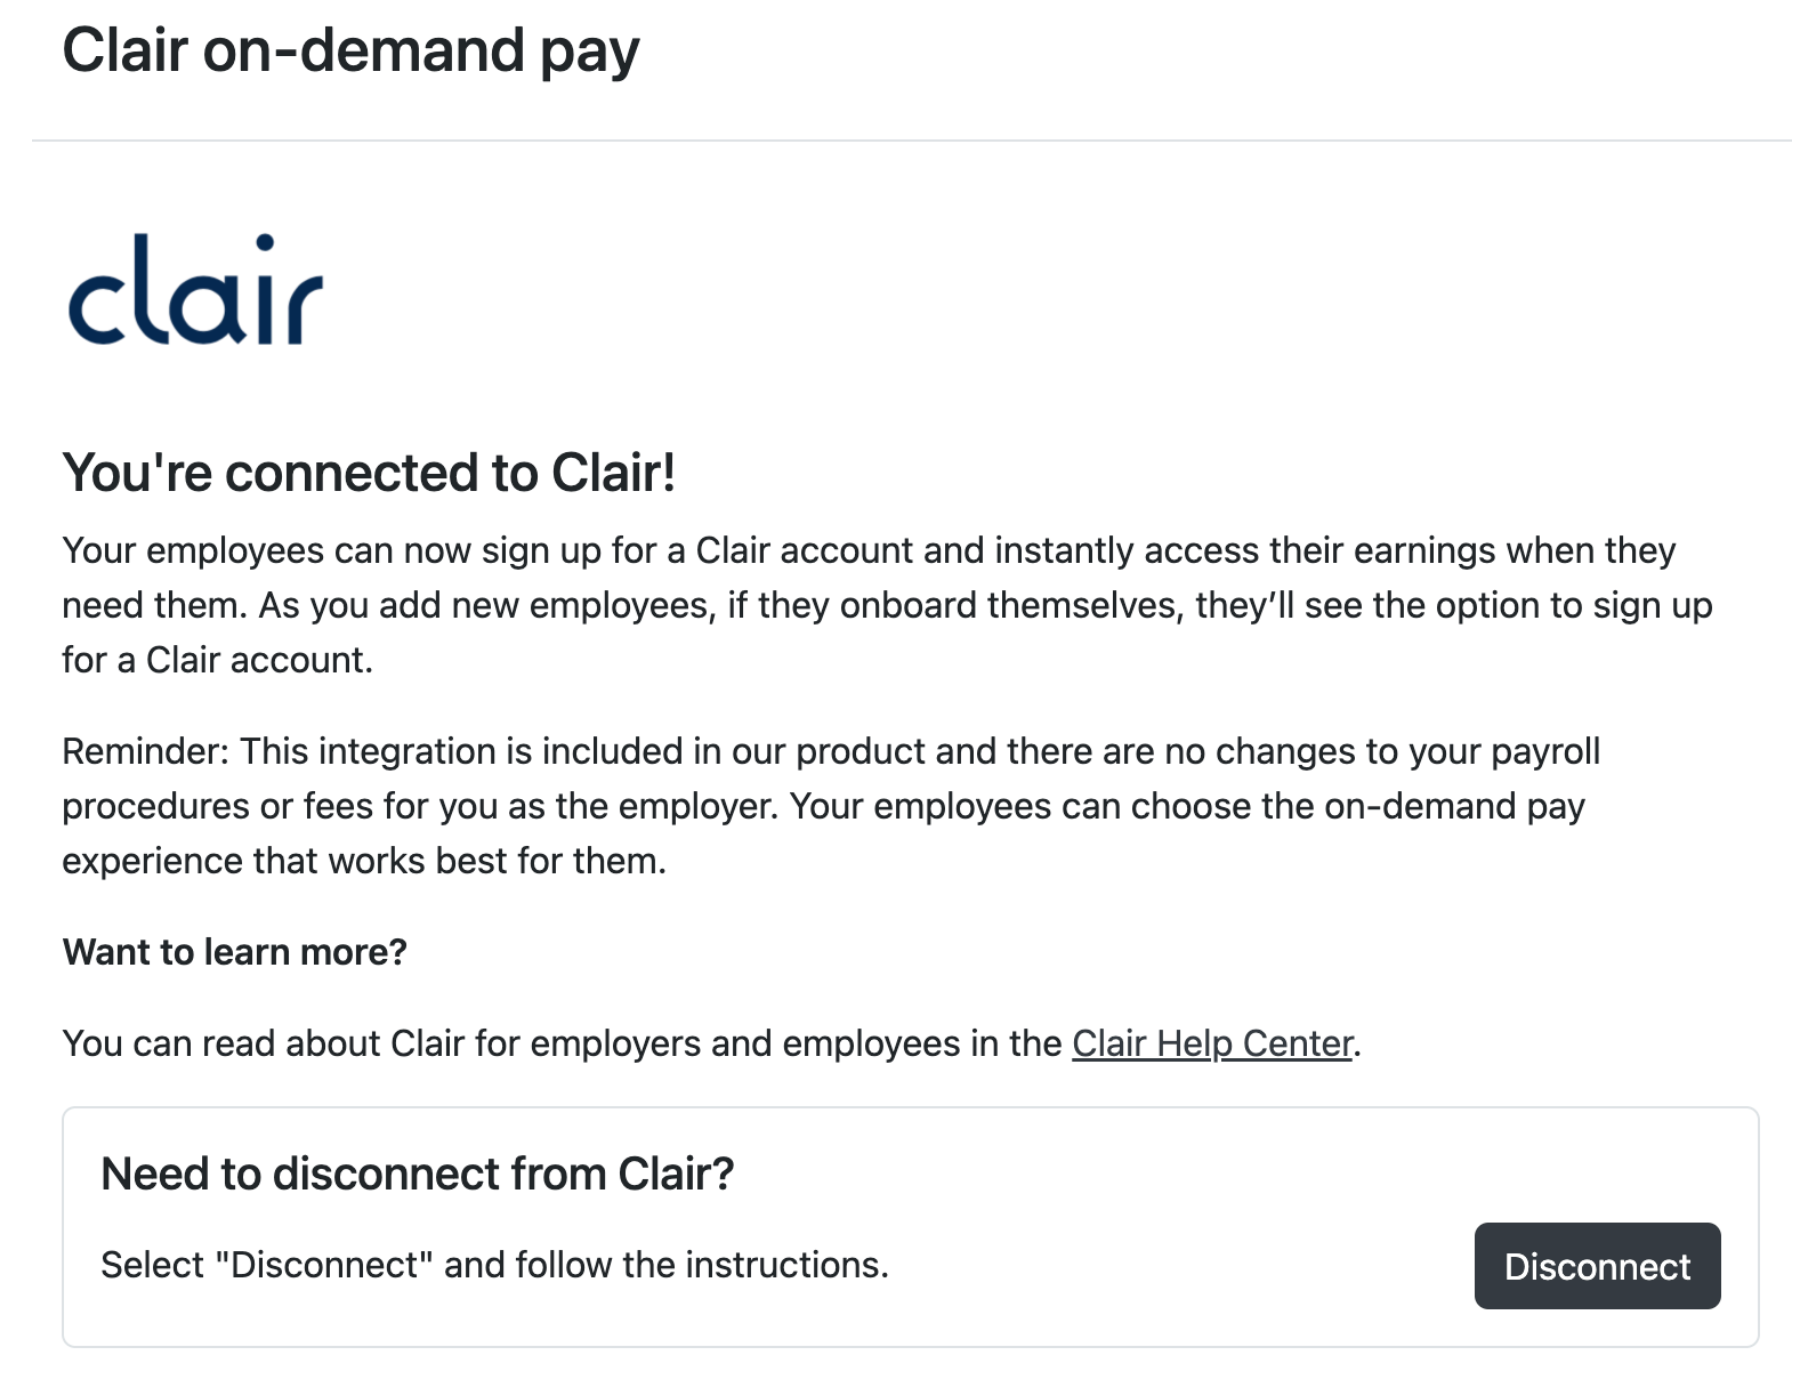 Clair on-demand pay
clair
You're connected to Clair!
Your employees can now sign up for a Clair account and instantly access their earnings when they
need them. As you add new employees, if they onboard themselves, they’ll see the option to sign up
for a Clair account.
Reminder: This integration is included in our product and there are no changes to your payroll
procedures or fees for you as the employer. Your employees can choose the on-demand pay
experience that works best for them.
Want to learn more?
You can read about Clair for employers and employees in the Clair Help Center.
Need to disconnect from Clair?
Select "Disconnect" and follow the instructions.
Disconnect